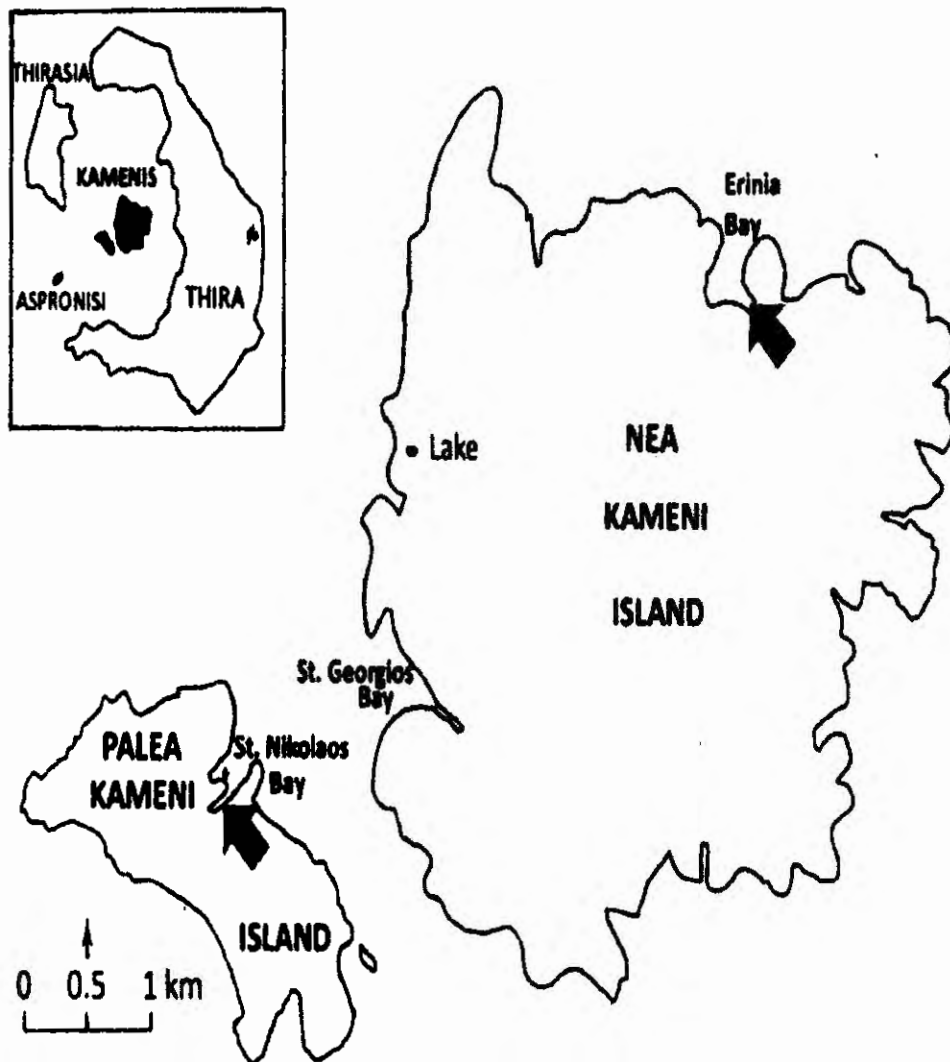 THIRASIA
KAMENIS
ASPRONISI
THIRA
Erinia
Bay
Lake
NEA
KAMENI
ISLAND
St. Georgios
Bay
PALEA
KAMENI
St. Nikolaos
Bay
ISLAND
0 0.5 1 km